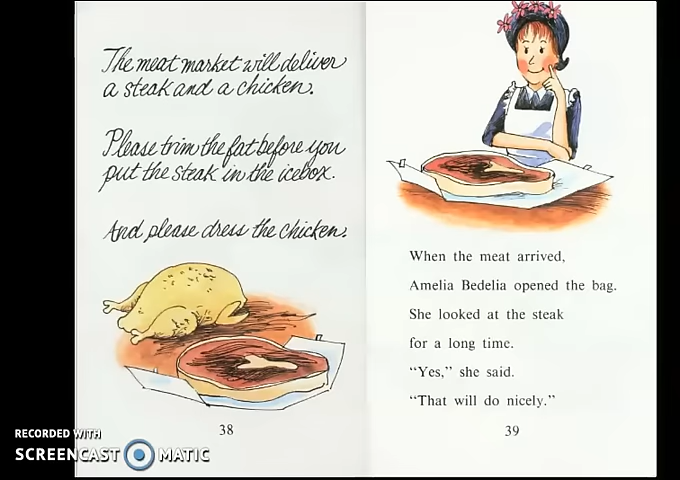 The meat market will deliver
a steak and a chicken.
Please trim the fat before you
put the steak in the icebox.
And please dress the chicken.
38
When the meat arrived,
Amelia Bedelia opened the bag.
She looked at the steak
for a long time.
“Yes,” she said.
“That will do nicely.”
39
RECORDED WITH
SCREENCAST MATIC